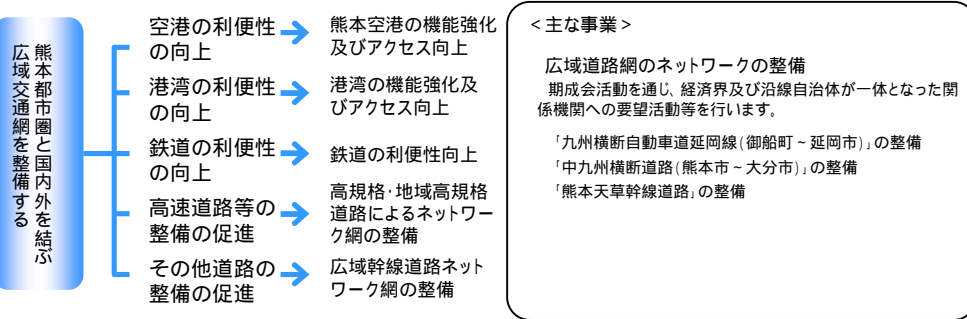 熊本都市圏と国内外を結ぶ
広域交通網を整備する
空港の利便性
の向上
熊本空港の機能強化
及びアクセス向上
港湾の利便性
の向上
港湾の機能強化及
びアクセス向上
鉄道の利便性
の向上
鉄道の利便性向上
高速道路等の
整備の促進
高規格・地域高規格
道路によるネットワー
ク網の整備
その他道路の
整備の促進
広域幹線道路ネット
ワーク網の整備
＜主な事業＞
広域道路網のネットワークの整備
期成会活動を通じ、経済界及び沿線自治体が一体となった関
係機関への要望活動等を行います。
「九州横断自動車道延岡線(御船町～延岡市)」の整備
「中九州横断道路(熊本市～大分市)」の整備
「熊本天草幹線道路」の整備